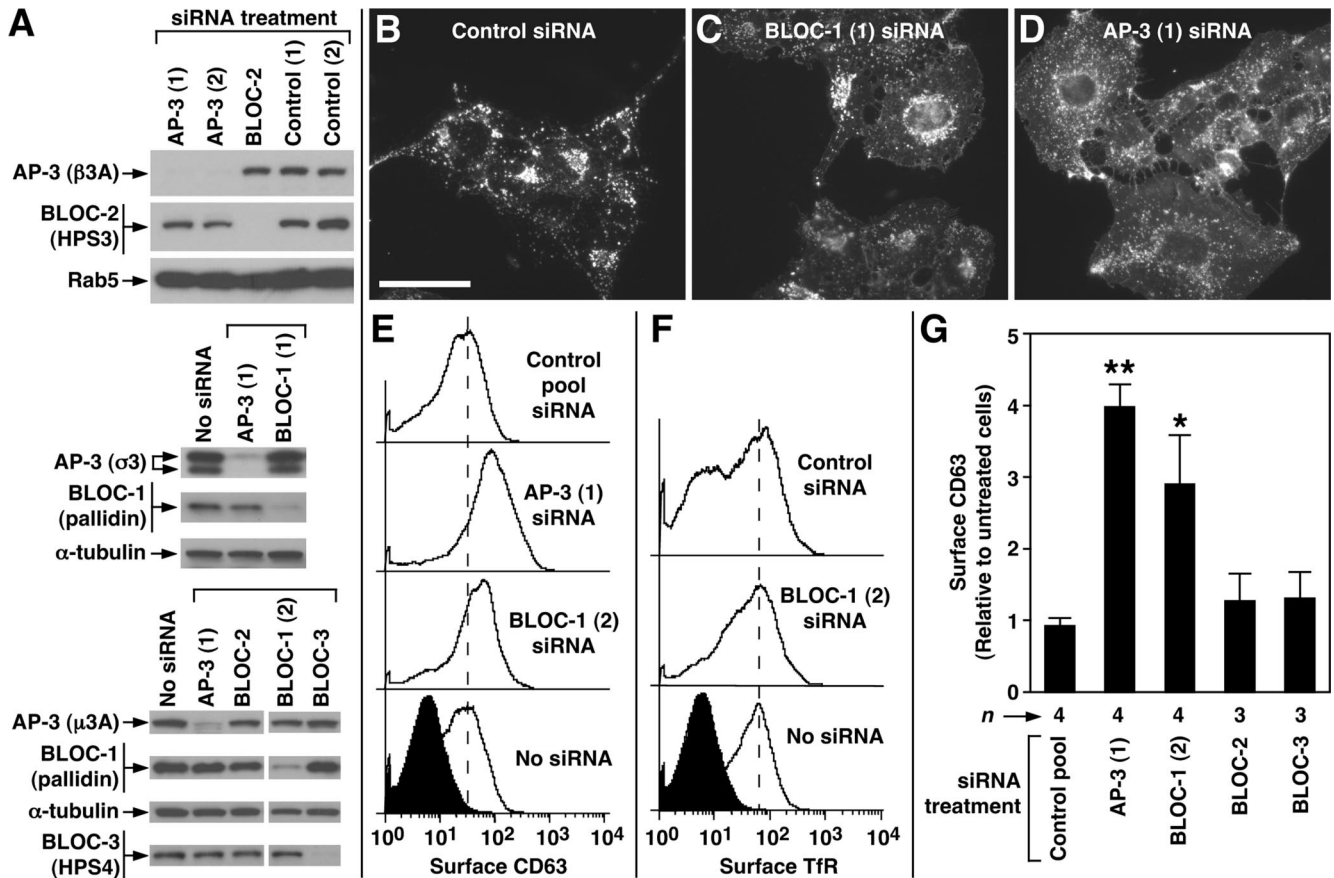 A
siRNA treatment
AP-3 (1)
AP-3 (2)
BLOC-2
Control (1)
Control (2)
AP-3 (β3A)
BLOC-2
(HPS3)
Rab5
No siRNA
AP-3 (1)
BLOC-1 (1)
AP-3 (σ3)
BLOC-1
(pallidin)
α-tubulin
No siRNA
AP-3 (1)
BLOC-2
BLOC-1 (2)
BLOC-3
AP-3 (μ3A)
BLOC-1
(pallidin)
α-tubulin
BLOC-3
(HPS4)
B
Control siRNA
C
BLOC-1 (1) siRNA
D
AP-3 (1) siRNA
E
Control
pool
siRNA
AP-3 (1)
siRNA
BLOC-1 (2)
siRNA
No siRNA
10⁰ 10¹ 10² 10³ 10⁴
Surface CD63
F
Control
siRNA
BLOC-1 (2)
siRNA
No siRNA
10⁰ 10¹ 10² 10³ 10⁴
Surface TfR
G
Surface CD63
(Relative to untreated cells)
5
4
3
2
1
0
**
*
n 4 4 4 3 3
siRNA
treatment
Control pool
AP-3 (1)
BLOC-1 (2)
BLOC-2
BLOC-3